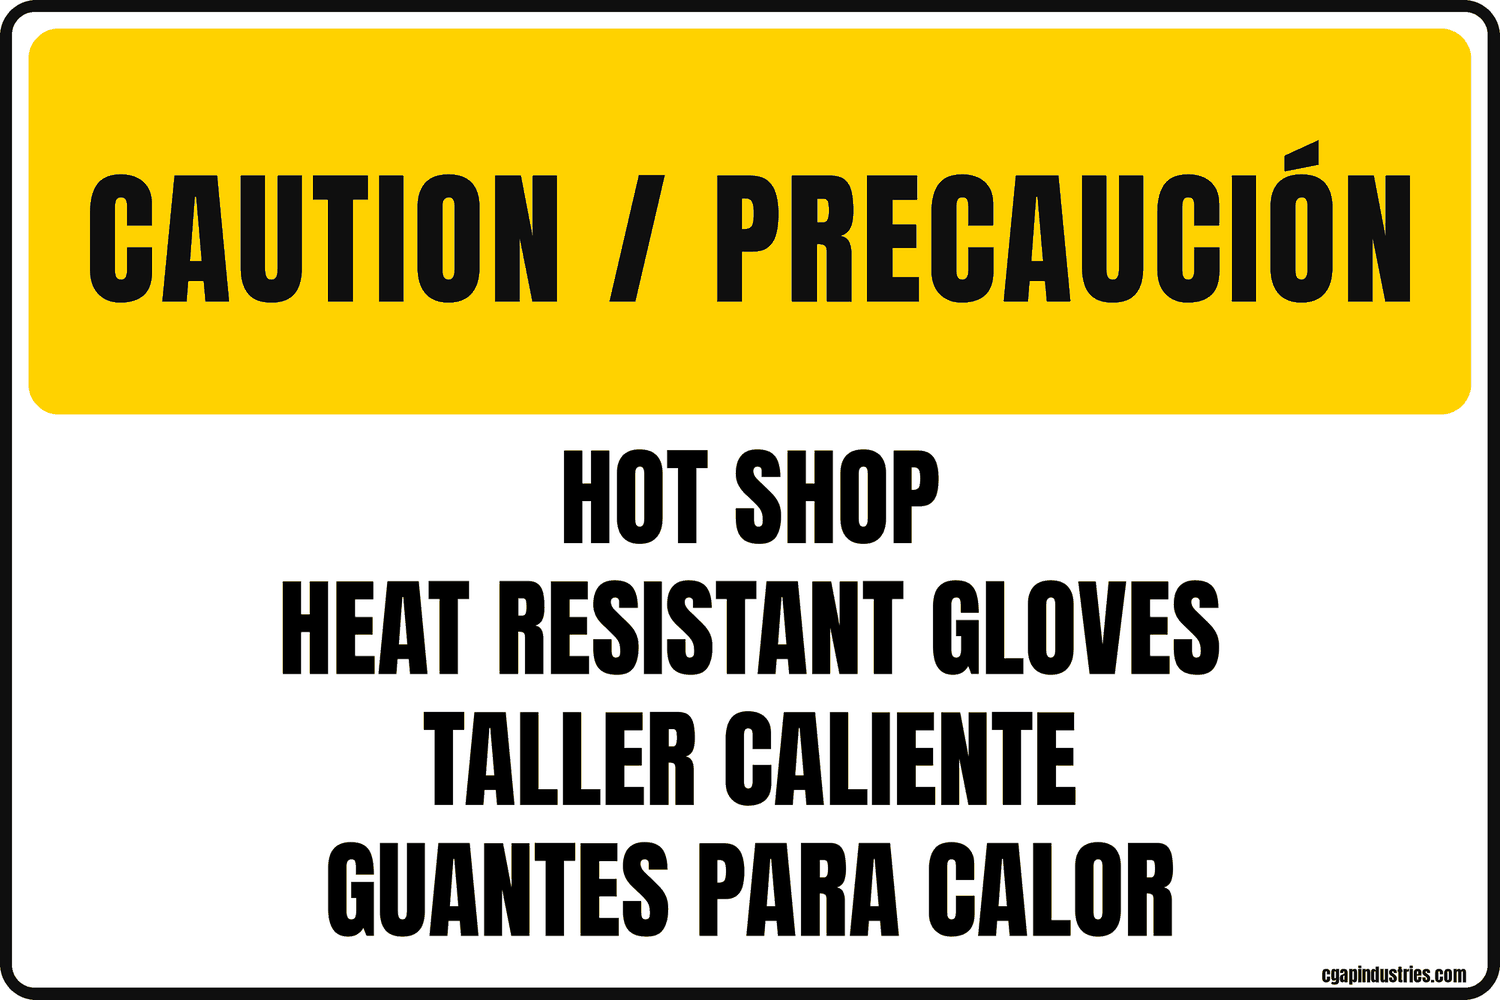 CAUTION / PRECAUCIÓN
HOT SHOP
HEAT RESISTANT GLOVES
TALLER CALIENTE
GUANTES PARA CALOR
cgapindustries.com